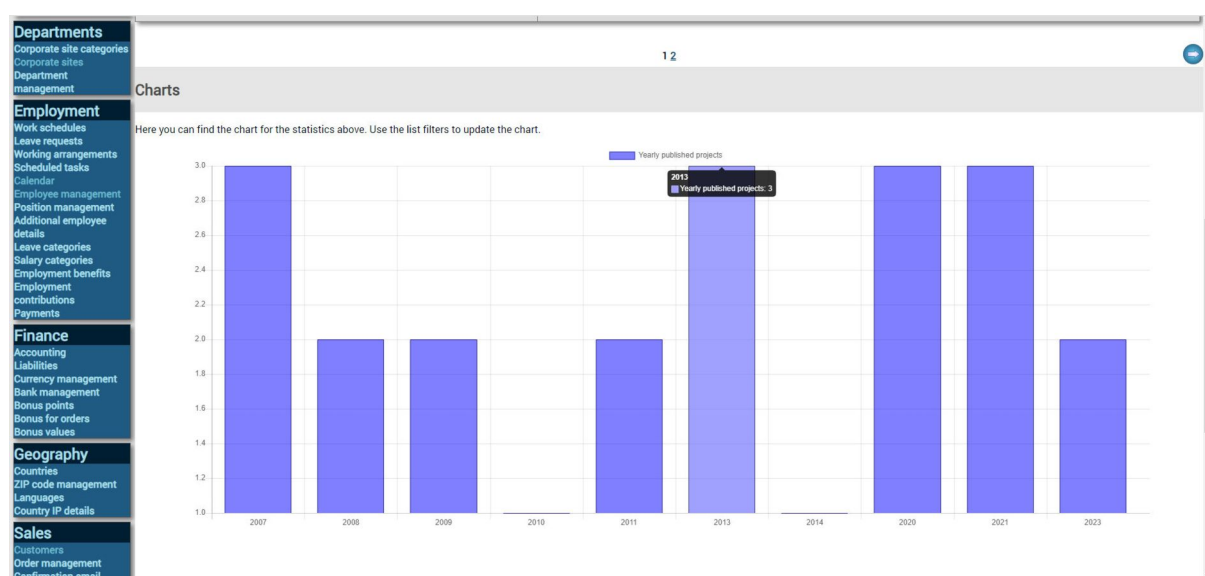 Departments
Corporate site categories
Corporate sites
Department
management
Employment
Work schedules
Leave requests
Working arrangements
Scheduled tasks
Calendar
Employee management
Position management
Additional employee
details
Leave categories
Salary categories
Employment benefits
Employment
contributions
Payments
Finance
Accounting
Liabilities
Currency management
Bank management
Bonus points
Bonus for orders
Bonus values
Geography
Countries
ZIP code management
Languages
Country IP details
Sales
Customers
Order management
Confirmation email
1 2
Charts
Here you can find the chart for the statistics above. Use the list filters to update the chart.
Yearly published projects
3.0
2013
Yearly published projects: 3
2.8
2.6
2.4
2.2
2.0
1.8
1.6
1.4
1.2
1.0
2007 2008 2009 2010 2011 2013 2014 2020 2021 2023